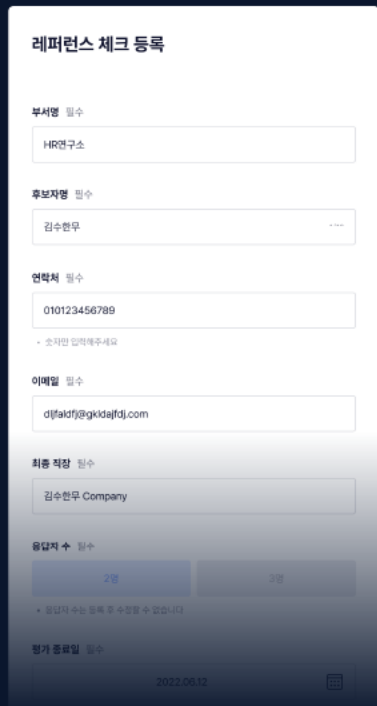 레퍼런스 체크 등록
부서명 필수
HR연구소
후보자명 필수
김수한무
연락처 필수
010123456789
• 숫자만 입력해주세요
이메일 필수
dljfaldfj@gkldajfdj.com
최종 직장 필수
김수한무 Company
응답자 수 필수
2명 3명
• 응답자 수는 등록 후 수정할 수 없습니다
평가 종료일 필수
2022.06.12